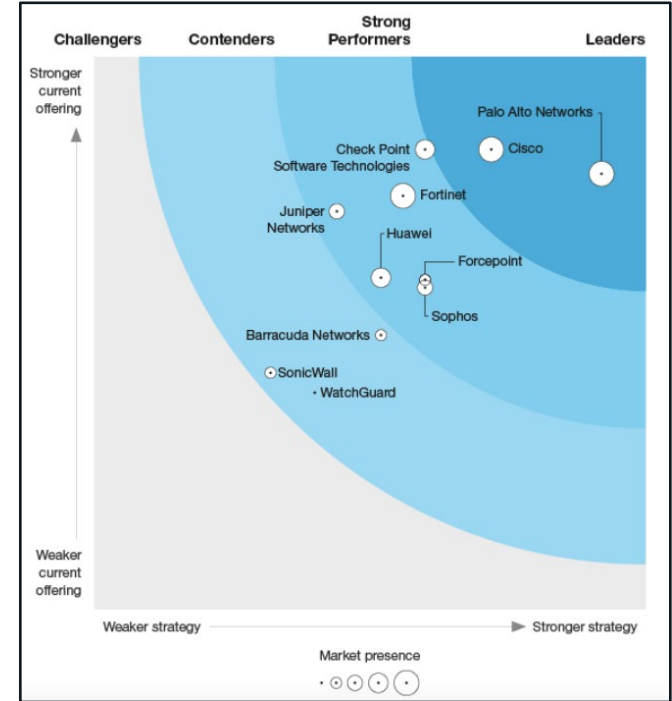 Challengers
Contenders
Strong
Performers
Leaders
Stronger
current
offering
Palo Alto Networks
Check Point
Software Technologies
Cisco
Fortinet
Juniper
Networks
Huawei
Forcepoint
Sophos
Barracuda Networks
SonicWall
WatchGuard
Weaker
current
offering
Weaker strategy
Stronger strategy
Market presence